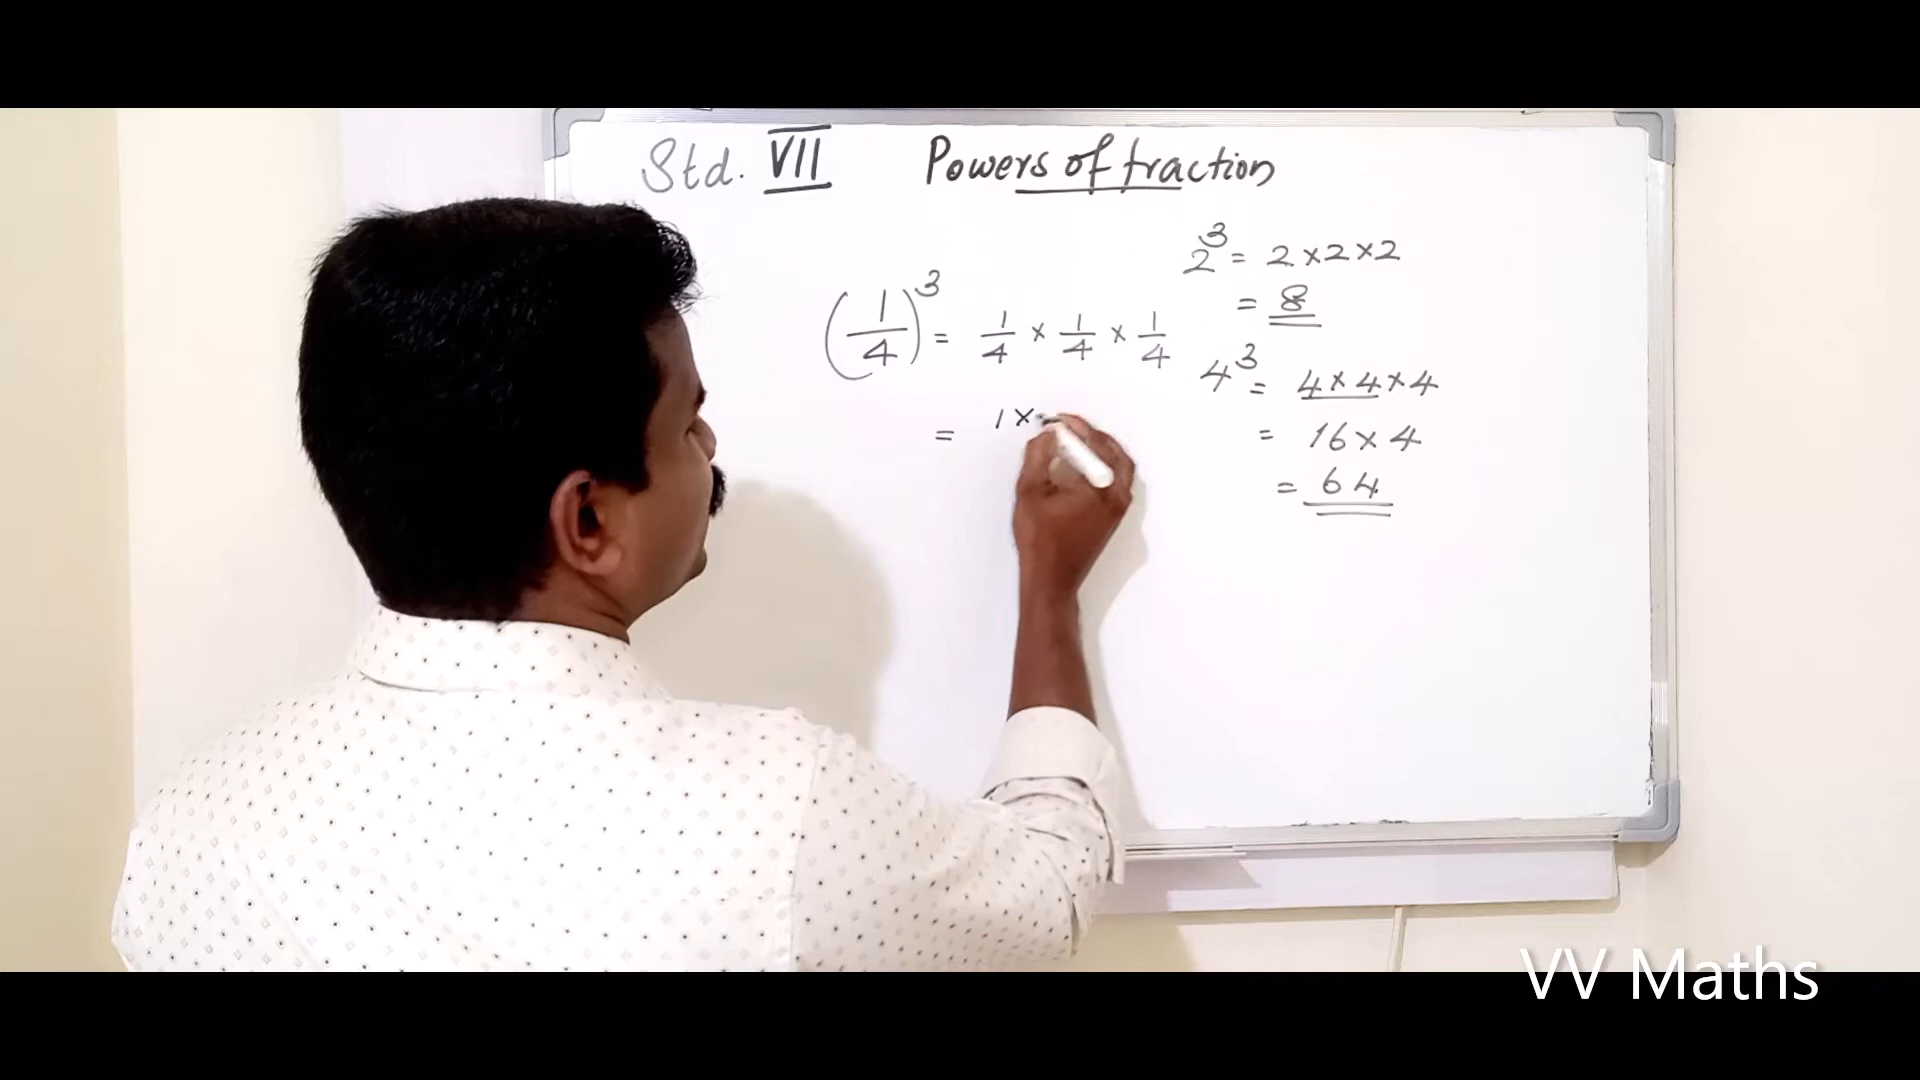 Std. VII Powers of fraction
(1/4)³ = 1/4 × 1/4 × 1/4
= 1 ×
2³ = 2 × 2 × 2
= 8
4³ = 4 × 4 × 4
= 16 × 4
= 64
VV Maths